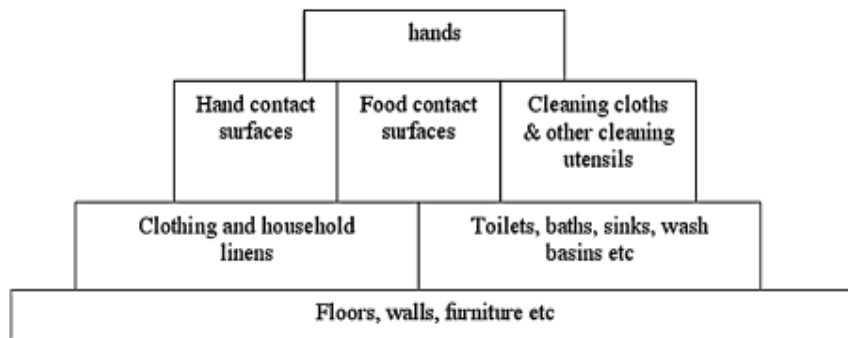 hands
Hand contact
surfaces
Food contact
surfaces
Cleaning cloths
& other cleaning
utensils
Clothing and household
linens
Toilets, baths, sinks, wash
basins etc
Floors, walls, furniture etc